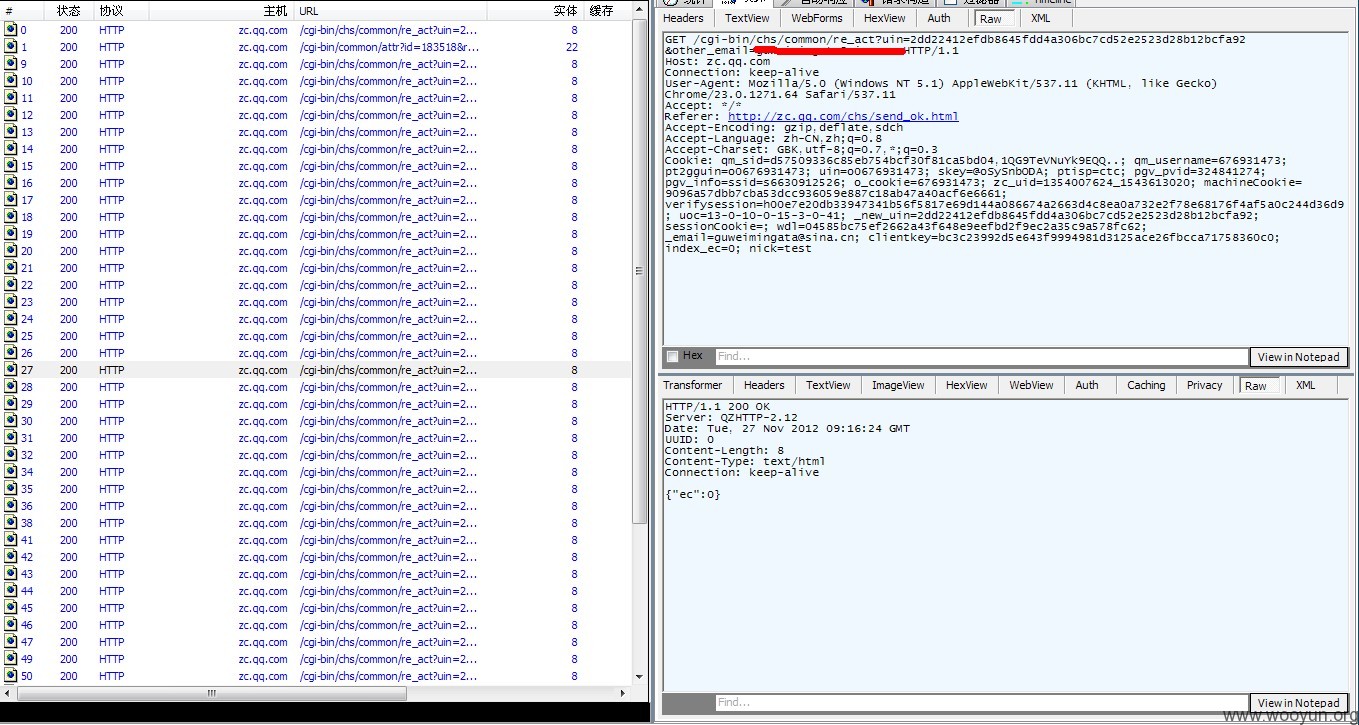 # 状态 协议 主机 URL 实体 缓存
0 200 HTTP zc.qq.com /cgi-bin/chs/common/re_act?uin=2... 8
1 200 HTTP zc.qq.com /cgi-bin/common/attr?id=183518&r... 22
9 200 HTTP zc.qq.com /cgi-bin/chs/common/re_act?uin=2... 8
10 200 HTTP zc.qq.com /cgi-bin/chs/common/re_act?uin=2... 8
11 200 HTTP zc.qq.com /cgi-bin/chs/common/re_act?uin=2... 8
12 200 HTTP zc.qq.com /cgi-bin/chs/common/re_act?uin=2... 8
13 200 HTTP zc.qq.com /cgi-bin/chs/common/re_act?uin=2... 8
14 200 HTTP zc.qq.com /cgi-bin/chs/common/re_act?uin=2... 8
15 200 HTTP zc.qq.com /cgi-bin/chs/common/re_act?uin=2... 8
16 200 HTTP zc.qq.com /cgi-bin/chs/common/re_act?uin=2... 8
17 200 HTTP zc.qq.com /cgi-bin/chs/common/re_act?uin=2... 8
18 200 HTTP zc.qq.com /cgi-bin/chs/common/re_act?uin=2... 8
19 200 HTTP zc.qq.com /cgi-bin/chs/common/re_act?uin=2... 8
20 200 HTTP zc.qq.com /cgi-bin/chs/common/re_act?uin=2... 8
21 200 HTTP zc.qq.com /cgi-bin/chs/common/re_act?uin=2... 8
22 200 HTTP zc.qq.com /cgi-bin/chs/common/re_act?uin=2... 8
23 200 HTTP zc.qq.com /cgi-bin/chs/common/re_act?uin=2... 8
24 200 HTTP zc.qq.com /cgi-bin/chs/common/re_act?uin=2... 8
25 200 HTTP zc.qq.com /cgi-bin/chs/common/re_act?uin=2... 8
26 200 HTTP zc.qq.com /cgi-bin/chs/common/re_act?uin=2... 8
27 200 HTTP zc.qq.com /cgi-bin/chs/common/re_act?uin=2... 8
28 200 HTTP zc.qq.com /cgi-bin/chs/common/re_act?uin=2... 8
29 200 HTTP zc.qq.com /cgi-bin/chs/common/re_act?uin=2... 8
30 200 HTTP zc.qq.com /cgi-bin/chs/common/re_act?uin=2... 8
31 200 HTTP zc.qq.com /cgi-bin/chs/common/re_act?uin=2... 8
32 200 HTTP zc.qq.com /cgi-bin/chs/common/re_act?uin=2... 8
34 200 HTTP zc.qq.com /cgi-bin/chs/common/re_act?uin=2... 8
35 200 HTTP zc.qq.com /cgi-bin/chs/common/re_act?uin=2... 8
36 200 HTTP zc.qq.com /cgi-bin/chs/common/re_act?uin=2... 8
38 200 HTTP zc.qq.com /cgi-bin/chs/common/re_act?uin=2... 8
41 200 HTTP zc.qq.com /cgi-bin/chs/common/re_act?uin=2... 8
42 200 HTTP zc.qq.com /cgi-bin/chs/common/re_act?uin=2... 8
43 200 HTTP zc.qq.com /cgi-bin/chs/common/re_act?uin=2... 8
44 200 HTTP zc.qq.com /cgi-bin/chs/common/re_act?uin=2... 8
45 200 HTTP zc.qq.com /cgi-bin/chs/common/re_act?uin=2... 8
46 200 HTTP zc.qq.com /cgi-bin/chs/common/re_act?uin=2... 8
47 200 HTTP zc.qq.com /cgi-bin/chs/common/re_act?uin=2... 8
49 200 HTTP zc.qq.com /cgi-bin/chs/common/re_act?uin=2... 8
50 200 HTTP zc.qq.com /cgi-bin/chs/common/re_act?uin=2... 8
Headers TextView WebForms HexView Auth Raw XML
GET /cgi-bin/chs/common/re_act?uin=2dd22412efdb8645fdd4a306bc7cd52e2523d28b12bcfa92
&other_email= HTTP/1.1
Host: zc.qq.com
Connection: keep-alive
User-Agent: Mozilla/5.0 (Windows NT 5.1) AppleWebKit/537.11 (KHTML, like Gecko)
Chrome/23.0.1271.64 Safari/537.11
Accept: */*
Referer: http://zc.qq.com/chs/send_ok.html
Accept-Encoding: gzip,deflate,sdch
Accept-Language: zh-CN,zh;q=0.8
Accept-Charset: GBK,utf-8;q=0.7,*;q=0.3
Cookie: qm_sid=d57509336c85eb754bcf30f81ca5bd04,1QG9TeVNuYk9EQQ..; qm_username=676931473;
pt2gguin=o0676931473; uin=o0676931473; skey=@oSySnbODA; ptisp=ctc; pgv_pvid=324841274;
pgv_info=ssid=s6630912526; o_cookie=676931473; zc_uid=1354007624_1543613020; machineCookie=
9096a57dbb7cba53dcc936059e887c18ab47a40acf6e6661;
verifysession=h00e7e20db33947341b56f5817e69d144a086674a2663d4c8ea0a732e2f78e68176f4af5a0c244d36d9
; uoc=13-0-10-0-15-3-0-41; _new_uin=2dd22412efdb8645fdd4a306bc7cd52e2523d28b12bcfa92;
sessionCookie=; wdl=04585bc75ef2662a43f648e9eefbd2f9ec2a35c9a578fc62;
_email=guweimingata@sina.cn; clientkey=bc3c23992d5e643f9994981d3125ace26fbcca71758360c0;
index_ec=0; nick=test
Hex Find... View in Notepad
Transformer Headers TextView ImageView HexView WebView Auth Caching Privacy Raw XML
HTTP/1.1 200 OK
Server: QZHTTP-2.12
Date: Tue, 27 Nov 2012 09:16:24 GMT
UUID: 0
Content-Length: 8
Content-Type: text/html
Connection: keep-alive
{"ec":0}
Find... View in Notepad
www.wooyun.org